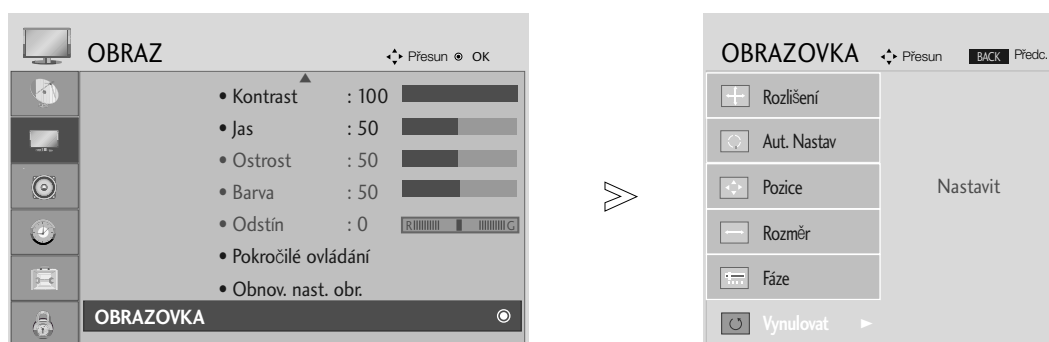 OBRAZ
Přesun OK
• Kontrast : 100
• Jas : 50
• Ostrost : 50
• Barva : 50
• Odstín : 0 R G
• Pokročilé ovládání
• Obnov. nast. obr.
OBRAZOVKA
OBRAZOVKA
Přesun BACK Předc.
Rozlišení
Aut. Nastav
Pozice
Rozměr
Fáze
Vynulovat
Nastavit